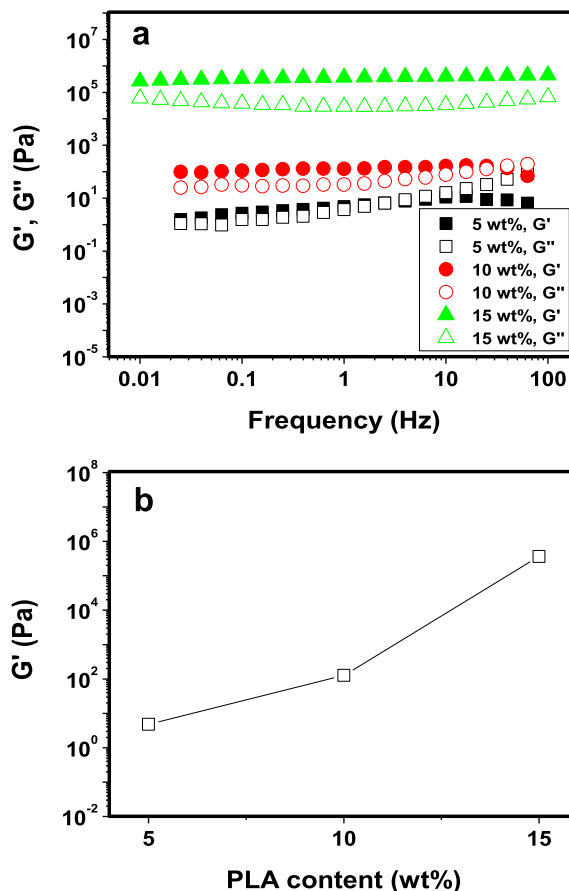 a
G', G'' (Pa)
10^7
10^5
10^3
10^1
10^-1
10^-3
10^-5
5 wt%, G'
5 wt%, G''
10 wt%, G'
10 wt%, G''
15 wt%, G'
15 wt%, G''
0.01 0.1 1 10 100
Frequency (Hz)
b
G' (Pa)
10^8
10^6
10^4
10^2
10^0
10^-2
5 10 15
PLA content (wt%)